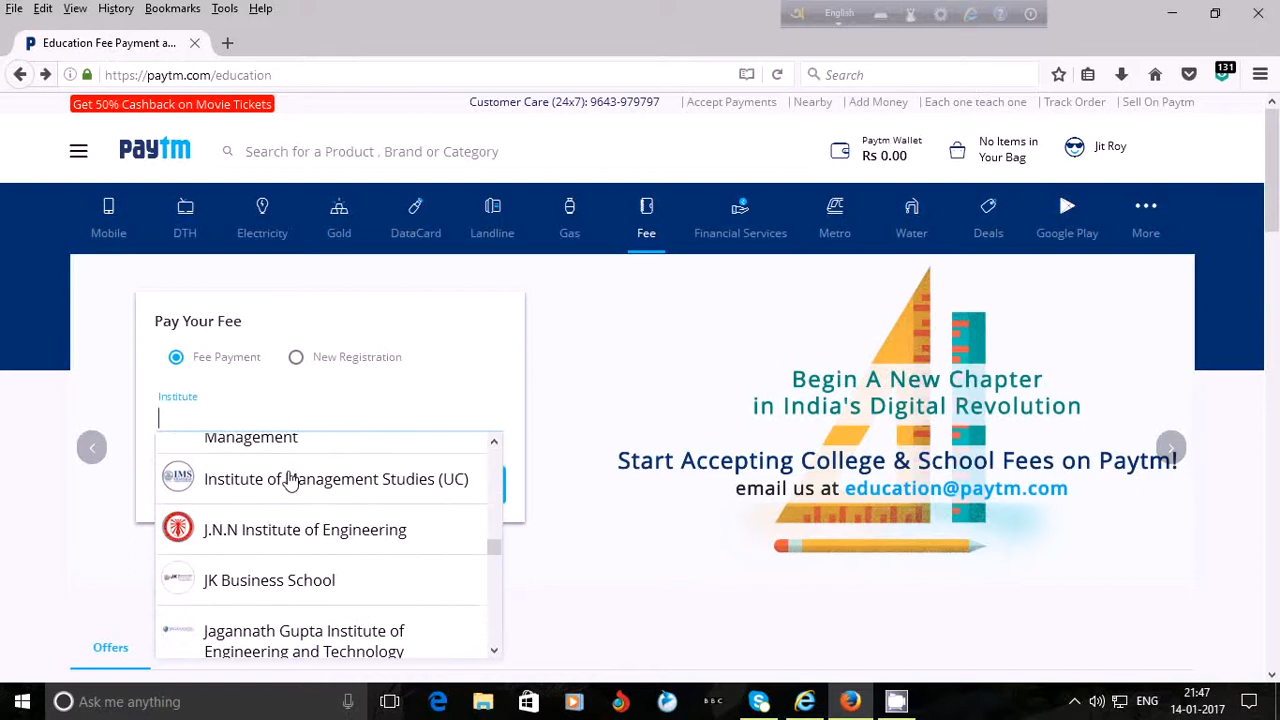 File Edit View History Bookmarks Tools Help
English
Education Fee Payment a...
https://paytm.com/education
Search
131
Get 50% Cashback on Movie Tickets
Customer Care (24x7): 9643-979797 | Accept Payments | Nearby | Add Money | Each one teach one | Track Order | Sell On Paytm
paytm
Search for a Product , Brand or Category
Paytm Wallet
Rs 0.00
No Items in
Your Bag
Jit Roy
Mobile DTH Electricity Gold DataCard Landline Gas Fee Financial Services Metro Water Deals Google Play More
Pay Your Fee
Fee Payment New Registration
Institute
Management
IMS
Institute of Management Studies (UC)
J.N.N Institute of Engineering
JK Business School
Jagannath Gupta Institute of
Engineering and Technology
Begin A New Chapter
in India's Digital Revolution
Start Accepting College & School Fees on Paytm!
email us at education@paytm.com
Offers
Ask me anything
BBC
ENG
21:47
14-01-2017